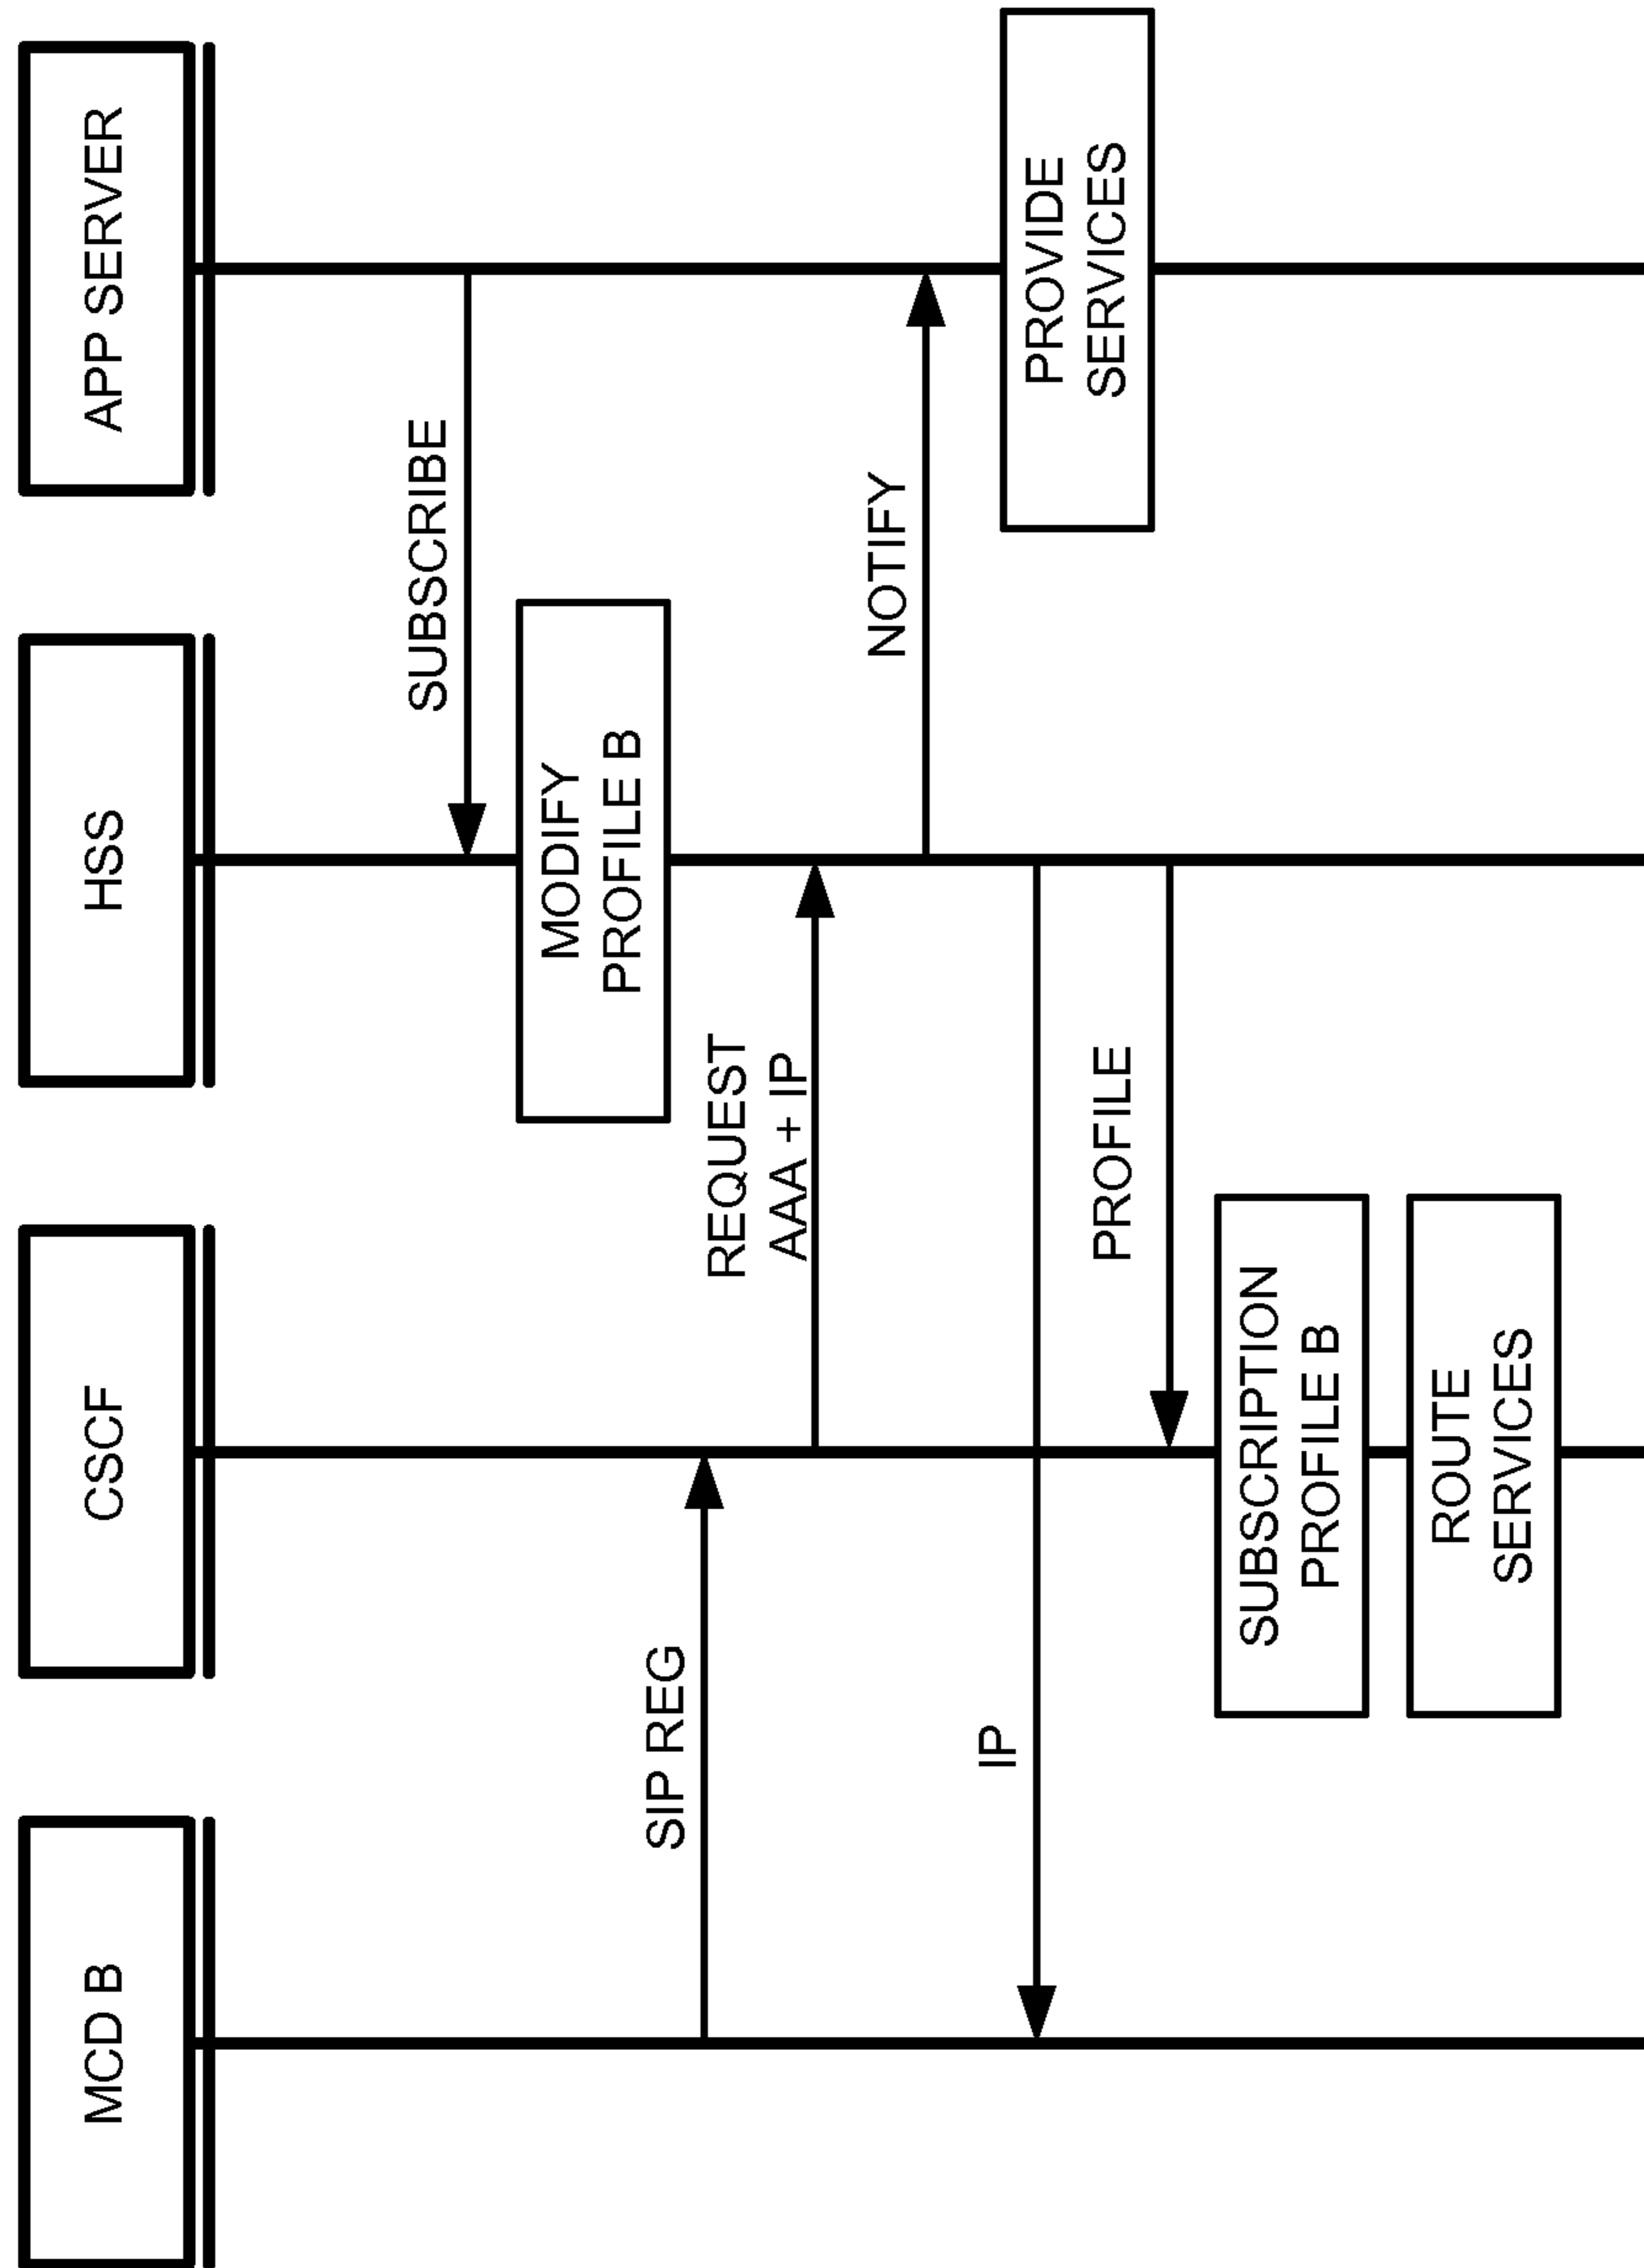 MCD B
CSCF
HSS
APP SERVER
SUBSCRIBE
MODIFY
PROFILE B
SIP REG
REQUEST
AAA + IP
NOTIFY
IP
PROVIDE
SERVICES
PROFILE
SUBSCRIPTION
PROFILE B
ROUTE
SERVICES